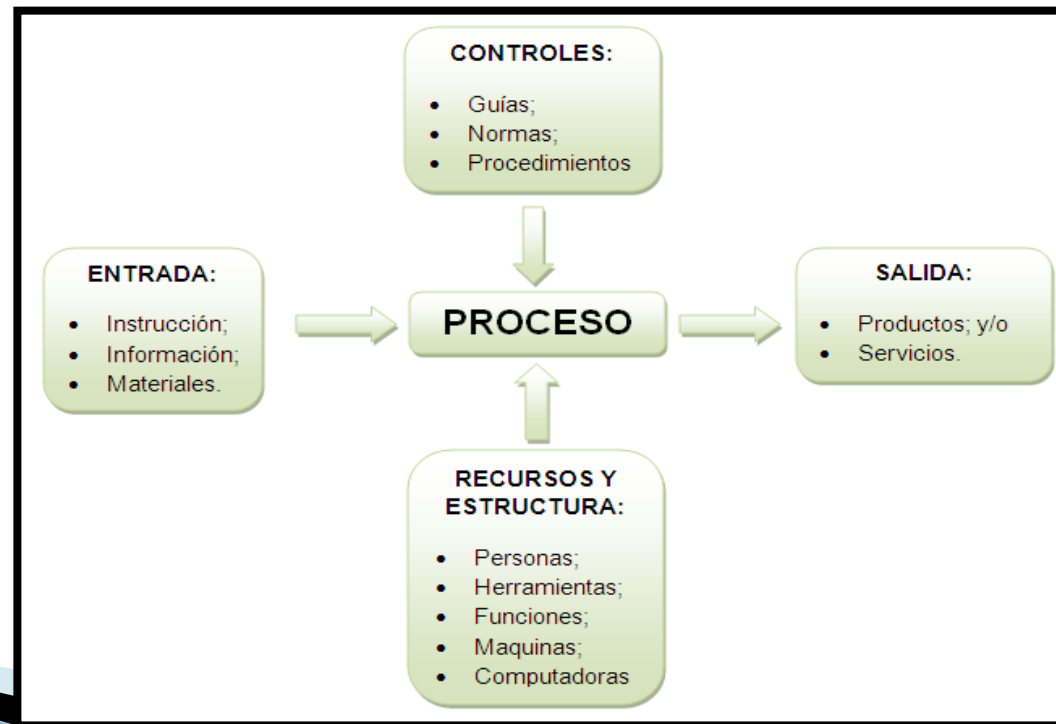 CONTROLES:
• Guías;
• Normas;
• Procedimientos
ENTRADA:
• Instrucción;
• Información;
• Materiales.
PROCESO
SALIDA:
• Productos; y/o
• Servicios.
RECURSOS Y
ESTRUCTURA:
• Personas;
• Herramientas;
• Funciones;
• Maquinas;
• Computadoras